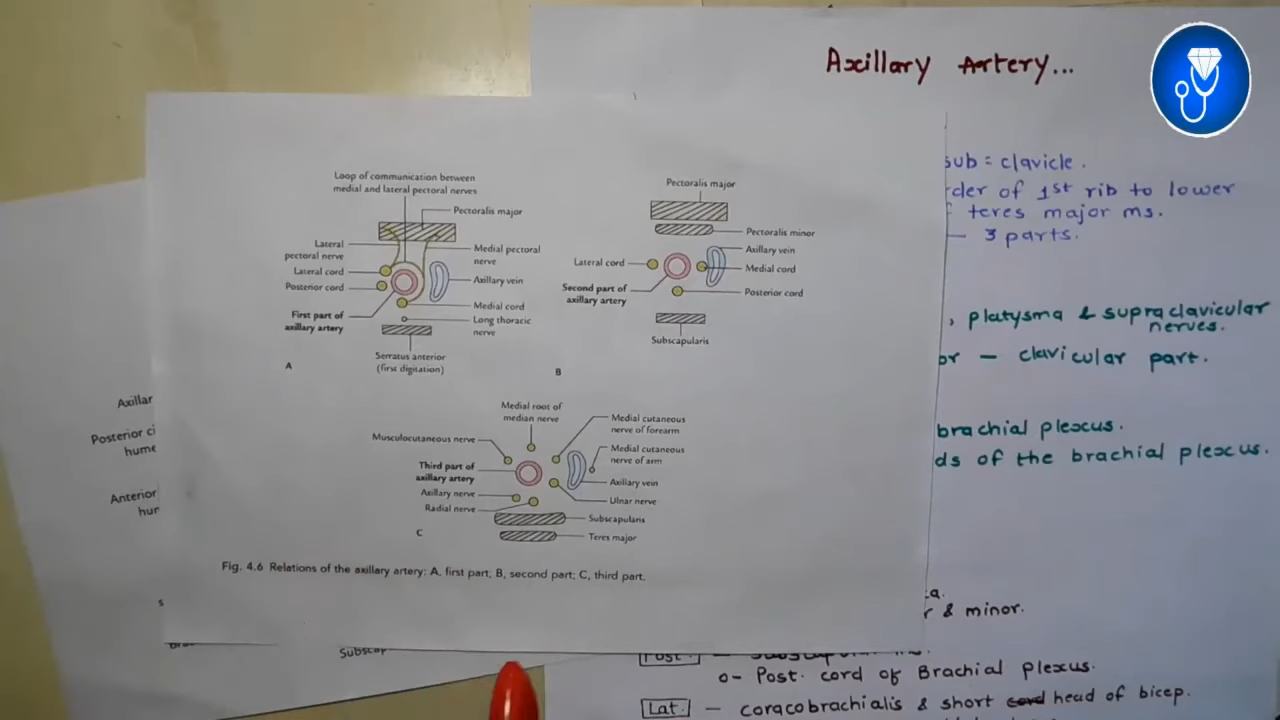 Axillary Artery...
sub = clavicle.
rder of 1st rib to lower
teres major ms.
— 3 parts.
, platysma & supraclavicular
nerves.
or — clavicular part.
brachial plexus.
ds of the brachial plexus.
& minor.
Post.
o- Post. cord of Brachial plexus.
Lat. — coracobrachialis & short cord head of bicep.
Loop of communication between
medial and lateral pectoral nerves
Pectoralis major
Lateral
pectoral nerve
Medial pectoral
nerve
Lateral cord
Axillary vein
Posterior cord
Medial cord
First part of
axillary artery
Long thoracic
nerve
Serratus anterior
(first digitation)
A
Pectoralis major
Pectoralis minor
Axillary vein
Lateral cord
Medial cord
Second part of
axillary artery
Posterior cord
Subscapularis
B
Medial root of
median nerve
Medial cutaneous
nerve of forearm
Musculocutaneous nerve
Medial cutaneous
nerve of arm
Third part of
axillary artery
Axillary vein
Axillary nerve
Ulnar nerve
Radial nerve
Subscapularis
Teres major
C
Fig. 4.6 Relations of the axillary artery: A, first part; B, second part; C, third part.
Axillar
Posterior ci
hume
Anterior
hur
s
Subscap